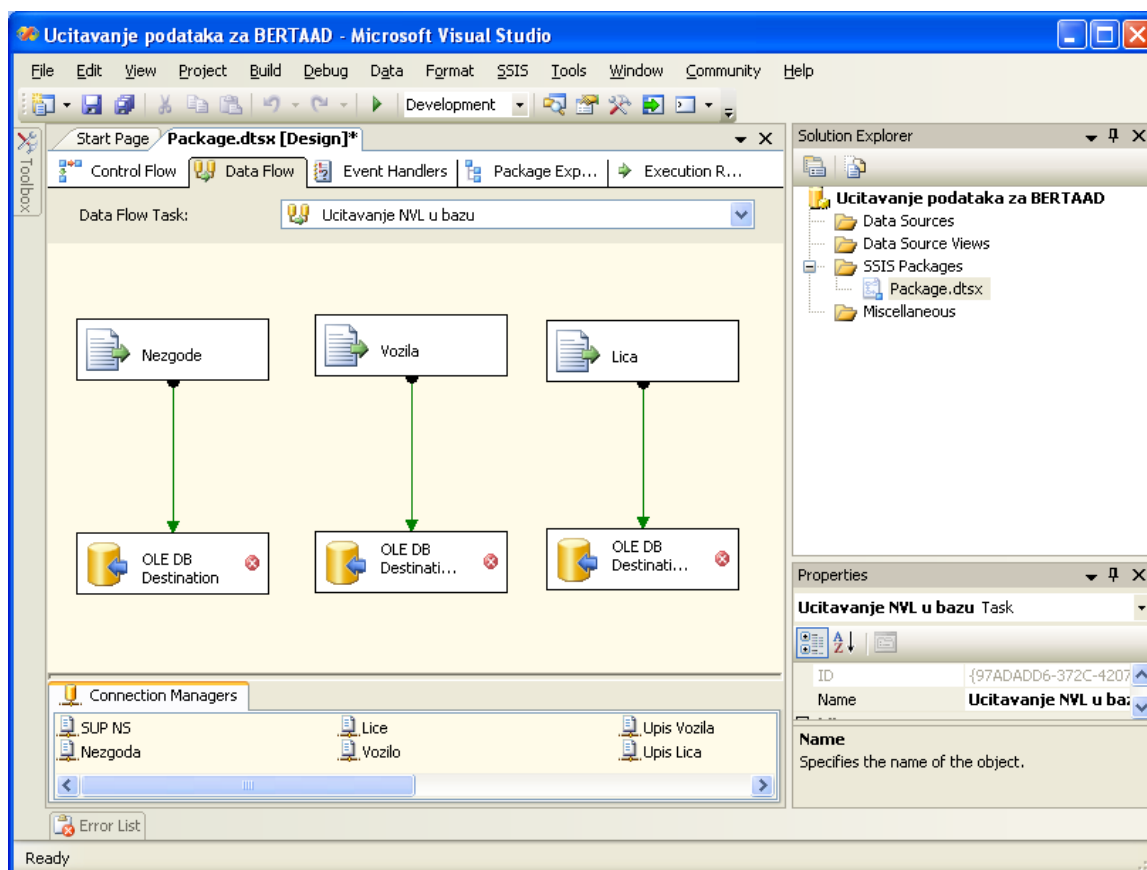 Ucitavanje podataka za BERTAAD - Microsoft Visual Studio
File Edit View Project Build Debug Data Format SSIS Tools Window Community Help
Development
Toolbox
Start Page Package.dtsx [Design]*
Control Flow Data Flow Event Handlers Package Exp... Execution R...
Data Flow Task: Ucitavanje NVL u bazu
Nezgode
Vozila
Lica
OLE DB
Destination
OLE DB
Destinati...
OLE DB
Destinati...
Connection Managers
SUP NS Lice Upis Vozila
Nezgoda Vozilo Upis Lica
Error List
Ready
Solution Explorer
Ucitavanje podataka za BERTAAD
Data Sources
Data Source Views
SSIS Packages
Package.dtsx
Miscellaneous
Properties
Ucitavanje NVL u bazu Task
ID {97ADADD6-372C-4207
Name Ucitavanje NVL u baz
Name
Specifies the name of the object.